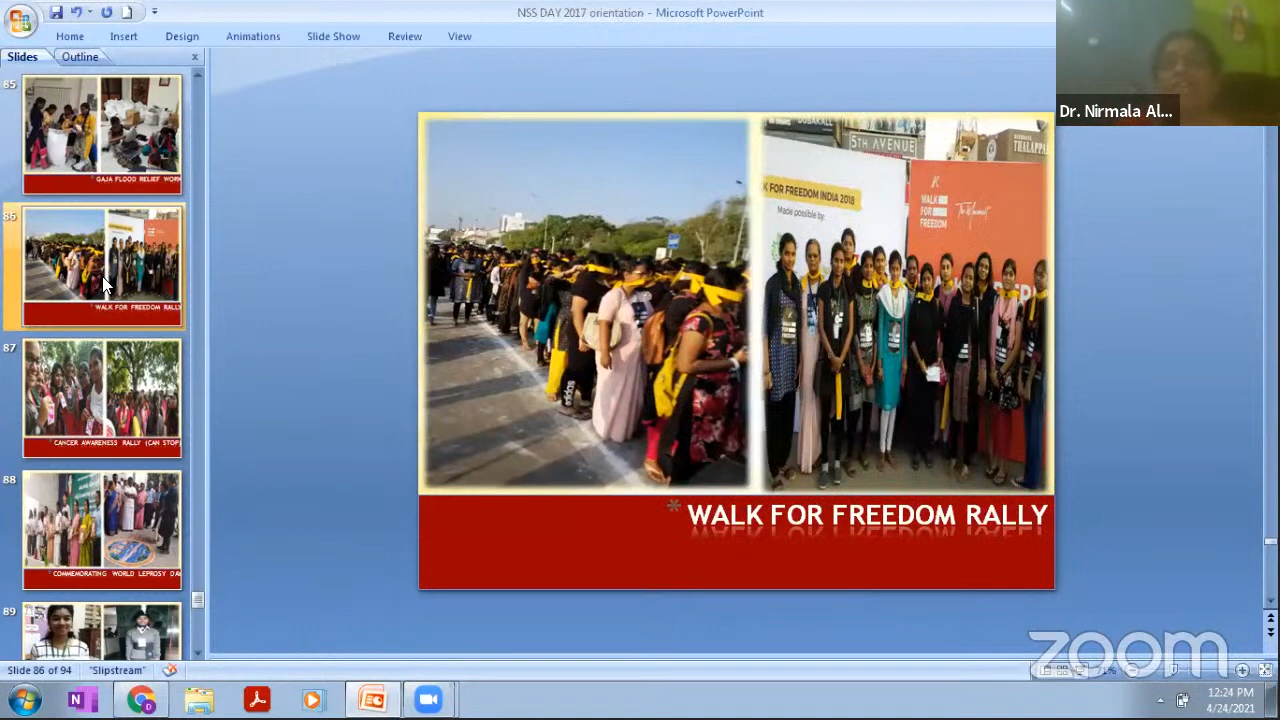 NSS DAY 2017 orientation - Microsoft PowerPoint
Home Insert Design Animations Slide Show Review View
Slides Outline
Dr. Nirmala Al...
85
GAJA FLOOD RELIEF WORK
86
WALK FOR FREEDOM RALLY
87
CANCER AWARENESS RALLY (CAN STOP)
88
COMMEMORATING WORLD LEPROSY DAY
89
5TH AVENUE
THALAPPA
K FOR FREEDOM INDIA 2018
Made possible by:
WALK
FOR
FREEDOM
* WALK FOR FREEDOM RALLY
zoom
Slide 86 of 94 "Slipstream"
12:24 PM
4/24/2021